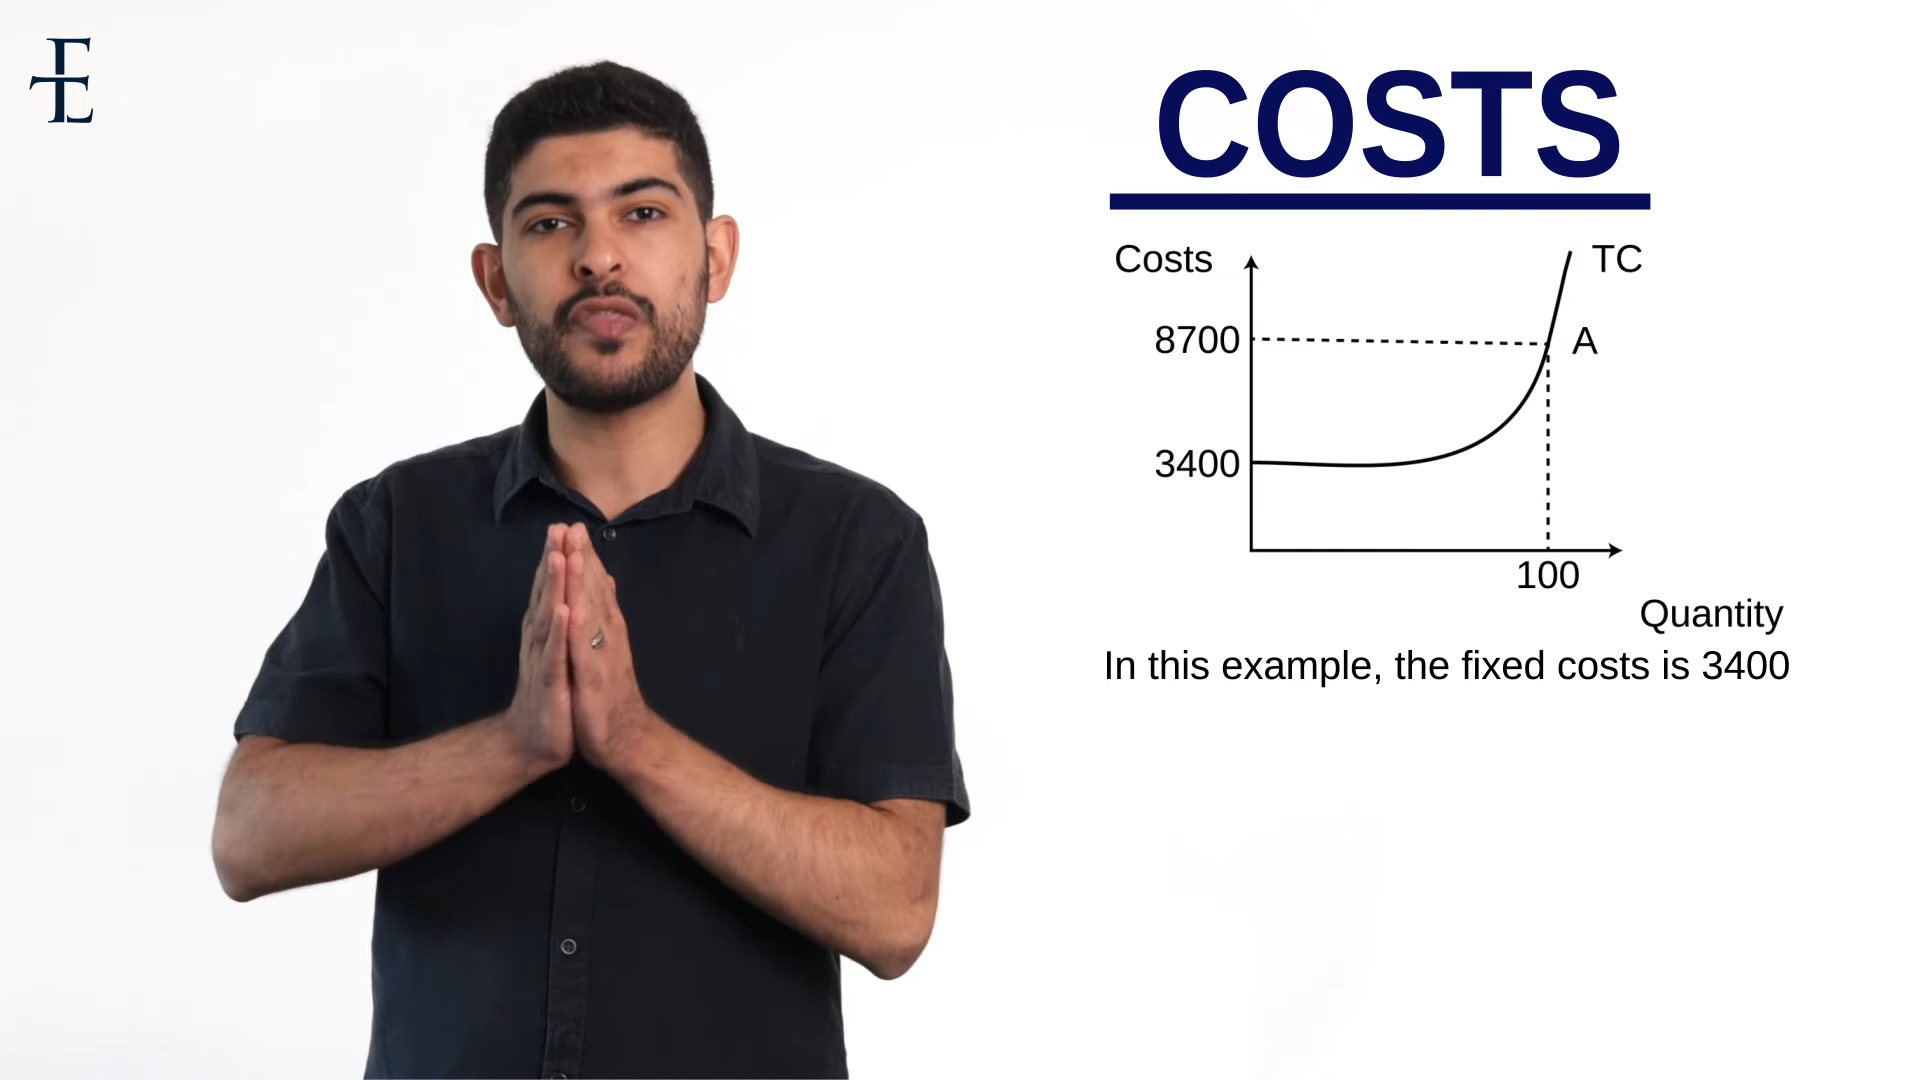 COSTS
Costs
TC
8700
A
3400
100
Quantity
In this example, the fixed costs is 3400